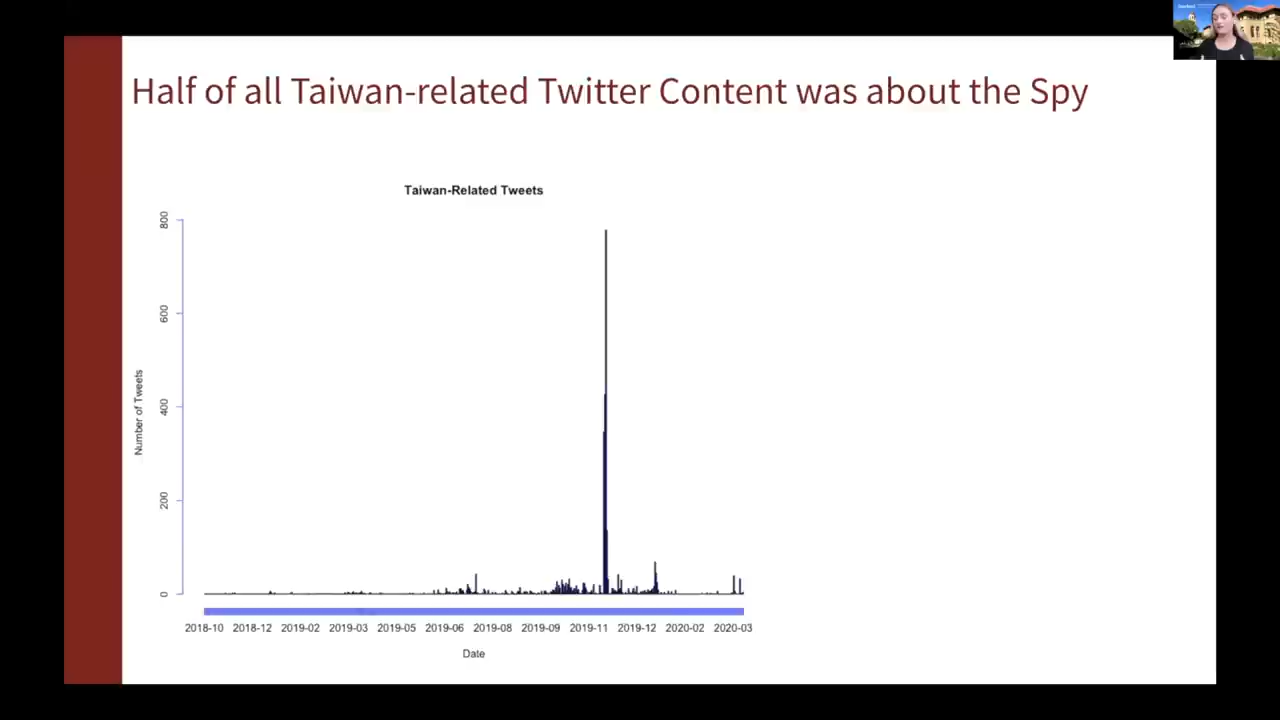 Half of all Taiwan-related Twitter Content was about the Spy
Taiwan-Related Tweets
800
600
400
200
0
Number of Tweets
2018-10 2018-12 2019-02 2019-03 2019-05 2019-06 2019-08 2019-09 2019-11 2019-12 2020-02 2020-03
Date